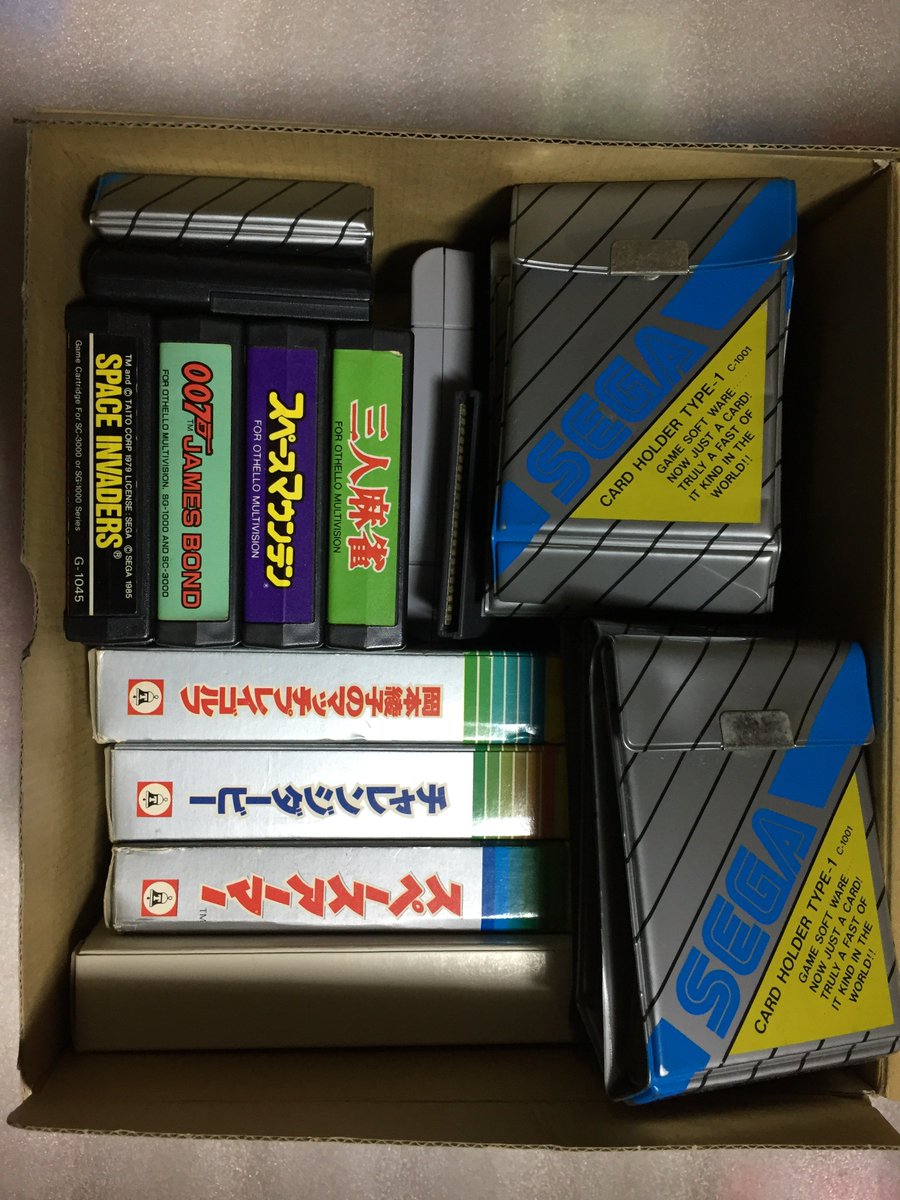 SPACE INVADERS®
TM and © TAITO CORP 1979 LICENSE : SEGA © SEGA 1985
Game Cartridge For SC-3000 or SG-1000 Series
G-1045
007 JAMES BOND
TM
FOR OTHELLO MULTIVISION, SG-1000 AND SC-3000
スペースマウンテン®
FOR OTHELLO MULTIVISION
三人麻雀
FOR OTHELLO MULTIVISION
SEGA
CARD HOLDER TYPE-1 C-1001
GAME SOFT WARE......
NOW JUST A CARD!
TRULY A FAST OF
IT KIND IN THE
WORLD!!
岡本綾子のマッチプレイゴルフ
チャレンジダービー
スペースアーマー
TM
SEGA
CARD HOLDER TYPE-1 C-1001
GAME SOFT WARE......
NOW JUST A CARD!
TRULY A FAST OF
IT KIND IN THE
WORLD!!